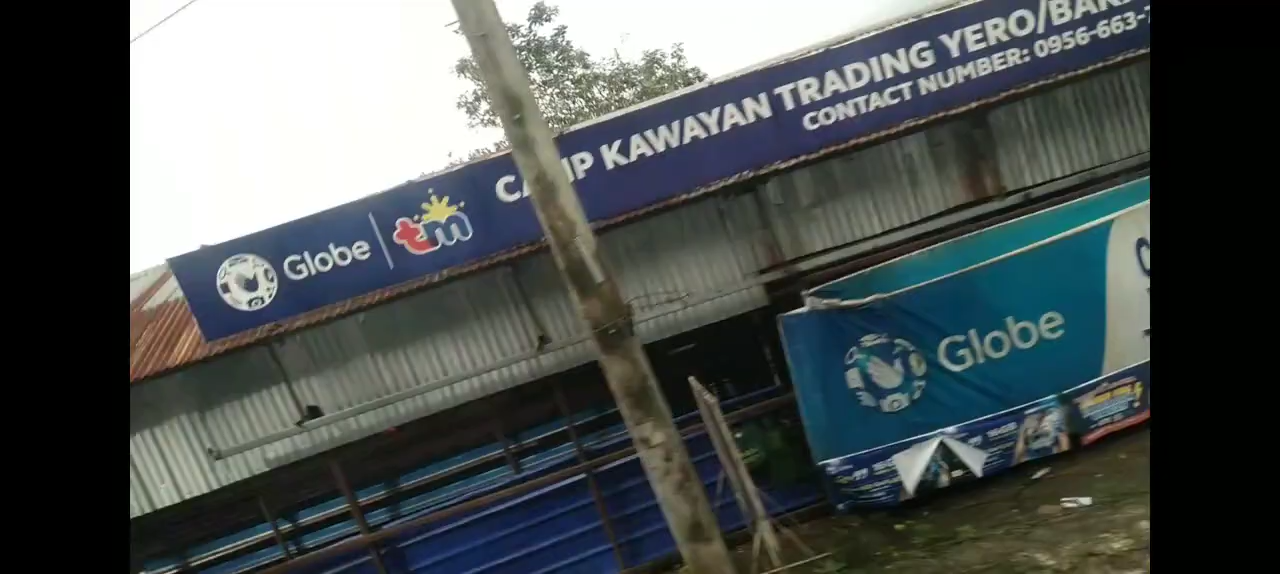 Globe
tm
CAMP KAWAYAN TRADING YERO/BAK
CONTACT NUMBER: 0956-663-
Globe